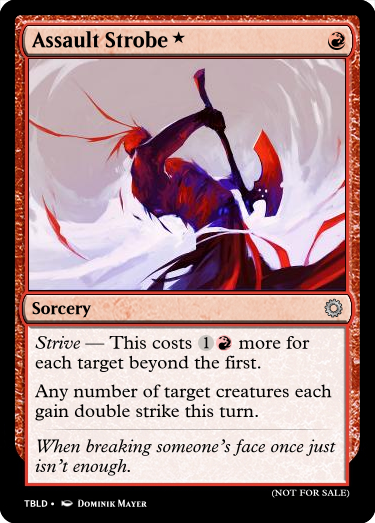 Assault Strobe ★
Sorcery
Strive — This costs 1R more for
each target beyond the first.
Any number of target creatures each
gain double strike this turn.
When breaking someone's face once just
isn't enough.
TBLD • Dominik Mayer
(NOT FOR SALE)